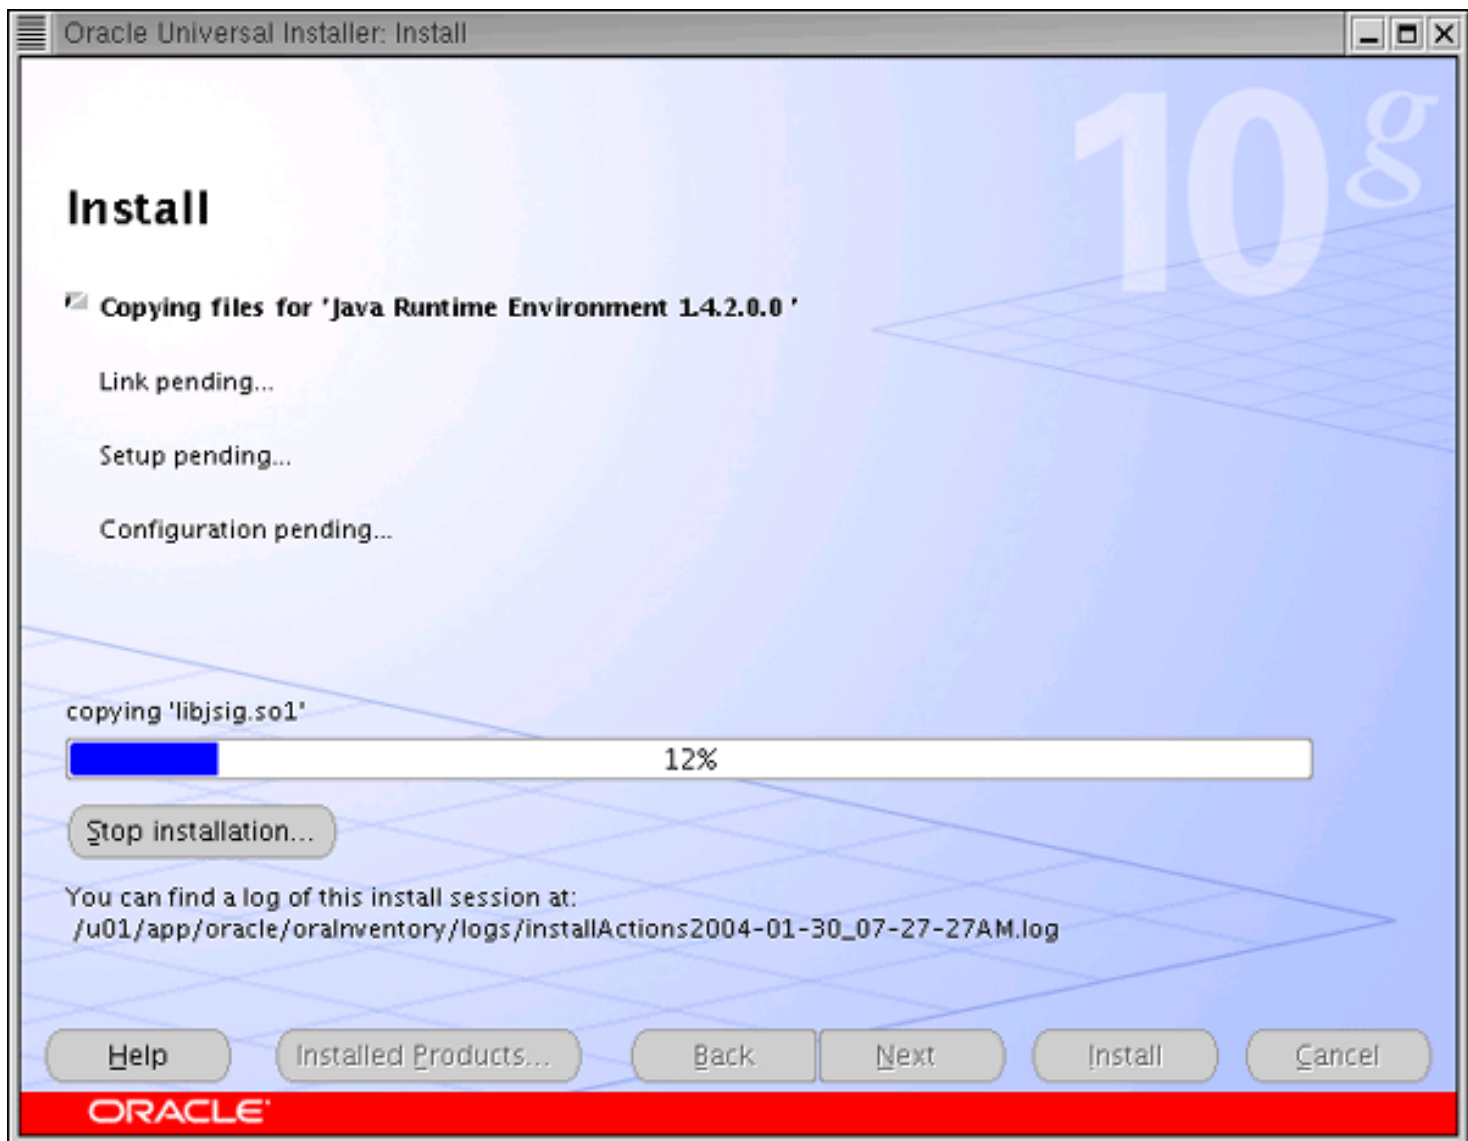 Oracle Universal Installer: Install
10g
Install
Copying files for 'Java Runtime Environment 1.4.2.0.0 '
Link pending...
Setup pending...
Configuration pending...
copying 'libjsig.so1'
12%
Stop installation...
You can find a log of this install session at:
/u01/app/oracle/oraInventory/logs/installActions2004-01-30_07-27-27AM.log
Help Installed Products... Back Next Install Cancel
ORACLE